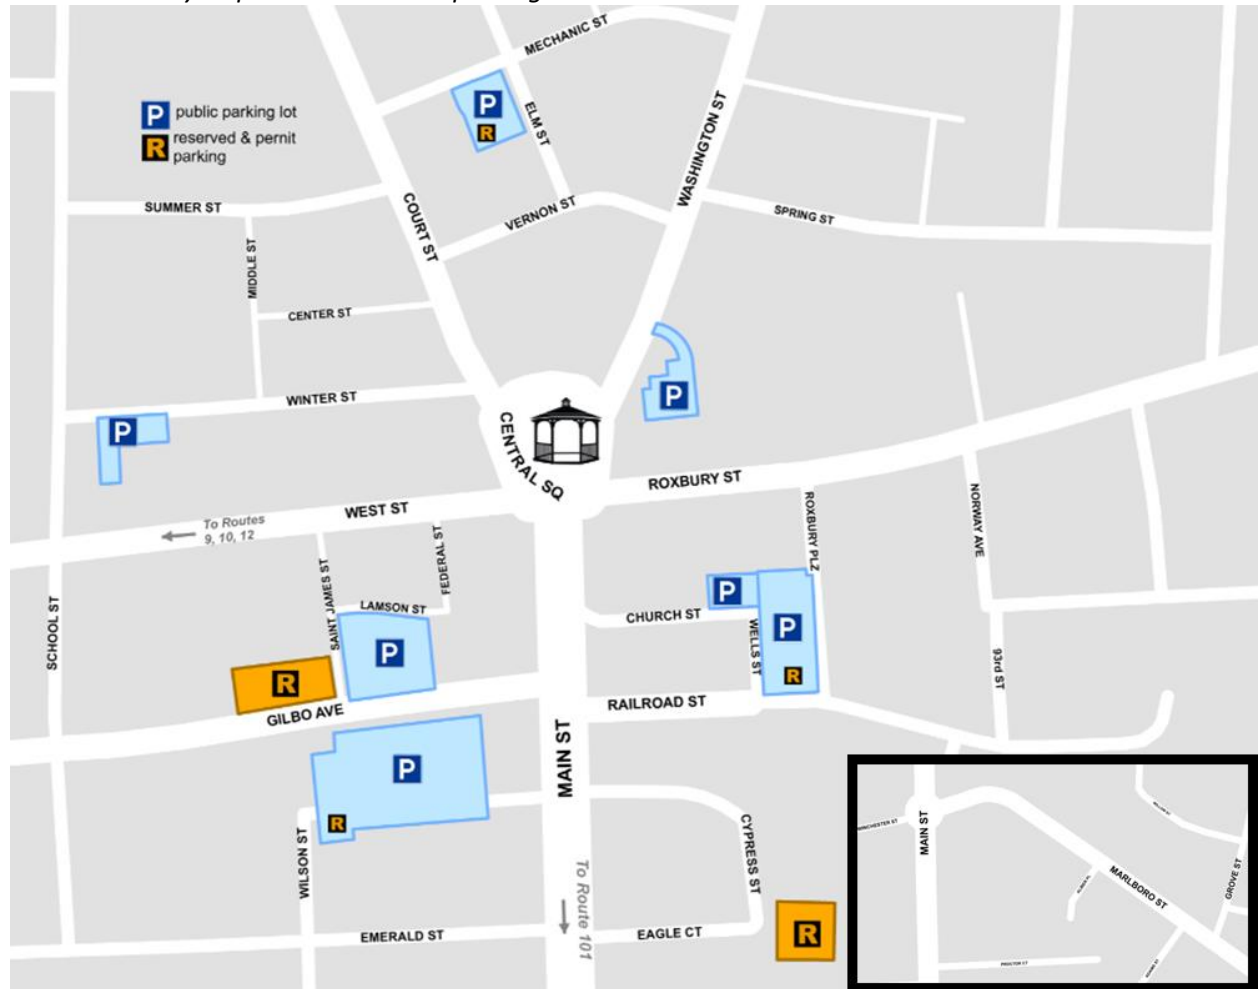 MECHANIC ST
P
public parking lot
R
reserved & pernit
parking
P
R
ELM ST
WASHINGTON ST
SUMMER ST
COURT ST
VERNON ST
SPRING ST
MIDDLE ST
CENTER ST
WINTER ST
P
P
CENTRAL SQ
ROXBURY ST
WEST ST
To Routes
9, 10, 12
FEDERAL ST
ROXBURY PLZ
NORWAY AVE
SAINT JAMES ST
LAMSON ST
SCHOOL ST
P
CHURCH ST
WELLS ST
P
P
R
93rd ST
R
GILBO AVE
RAILROAD ST
MAIN ST
P
R
WILSON ST
CYPRESS ST
To Route 101
EMERALD ST
EAGLE CT
R
WINCHESTER ST
MAIN ST
MARLBORO ST
GROVE ST
PROCTOR CT